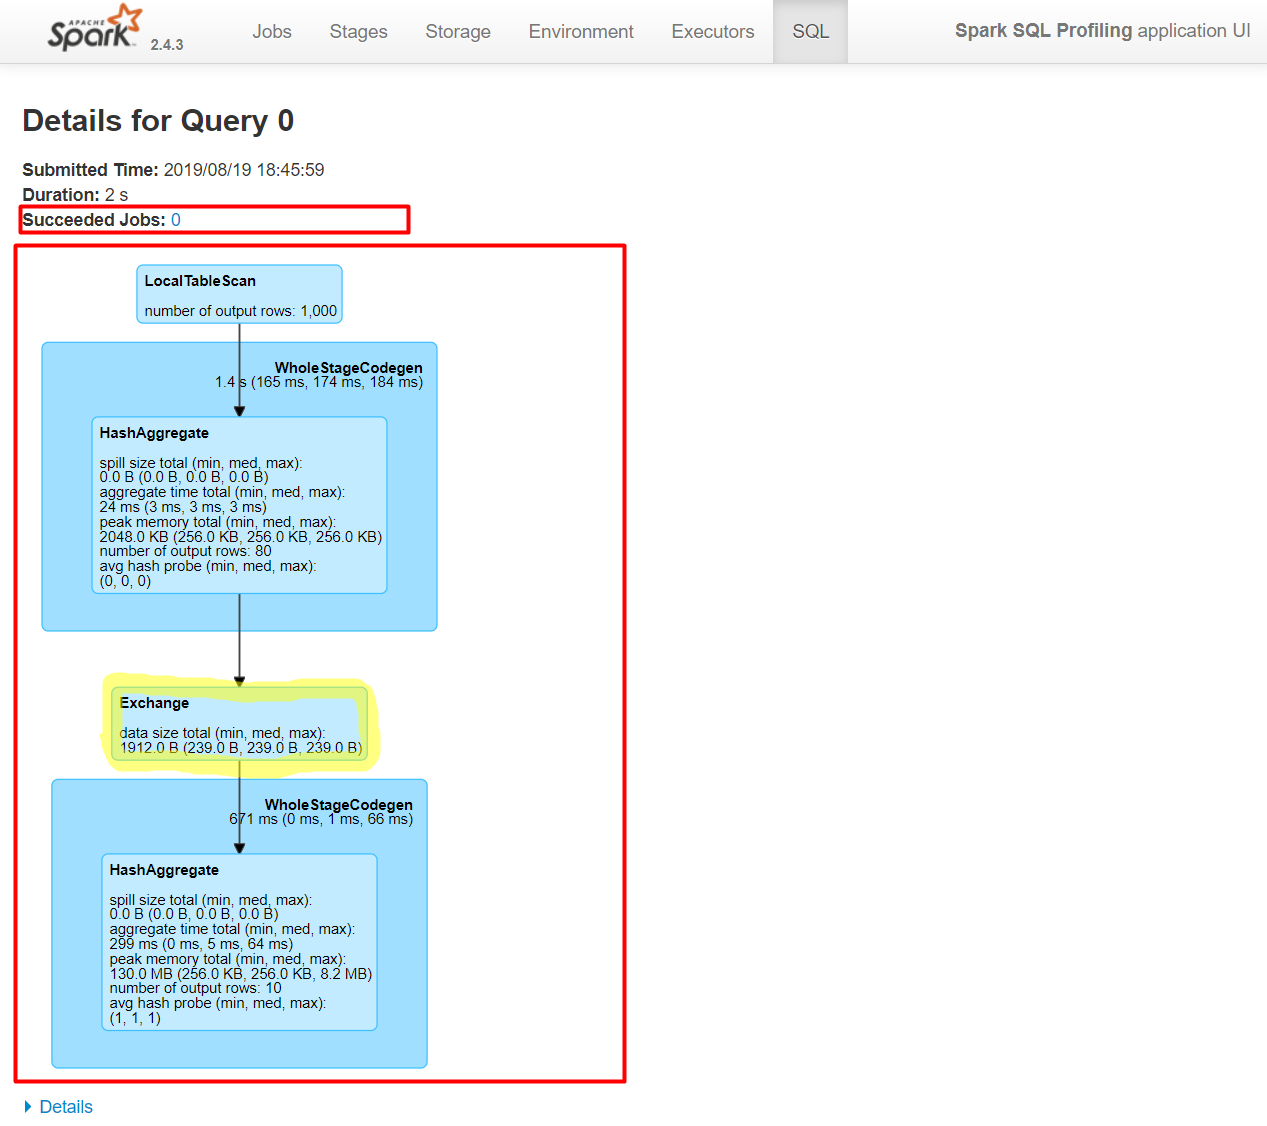 APACHE
Spark 2.4.3
Jobs Stages Storage Environment Executors SQL Spark SQL Profiling application UI
Details for Query 0
Submitted Time: 2019/08/19 18:45:59
Duration: 2 s
Succeeded Jobs: 0
LocalTableScan
number of output rows: 1,000
WholeStageCodegen
1.4 s (165 ms, 174 ms, 184 ms)
HashAggregate
spill size total (min, med, max):
0.0 B (0.0 B, 0.0 B, 0.0 B)
aggregate time total (min, med, max):
24 ms (3 ms, 3 ms, 3 ms)
peak memory total (min, med, max):
2048.0 KB (256.0 KB, 256.0 KB, 256.0 KB)
number of output rows: 80
avg hash probe (min, med, max):
(0, 0, 0)
Exchange
data size total (min, med, max):
1912.0 B (239.0 B, 239.0 B, 239.0 B)
WholeStageCodegen
671 ms (0 ms, 1 ms, 66 ms)
HashAggregate
spill size total (min, med, max):
0.0 B (0.0 B, 0.0 B, 0.0 B)
aggregate time total (min, med, max):
299 ms (0 ms, 5 ms, 64 ms)
peak memory total (min, med, max):
130.0 MB (256.0 KB, 256.0 KB, 8.2 MB)
number of output rows: 10
avg hash probe (min, med, max):
(1, 1, 1)
Details